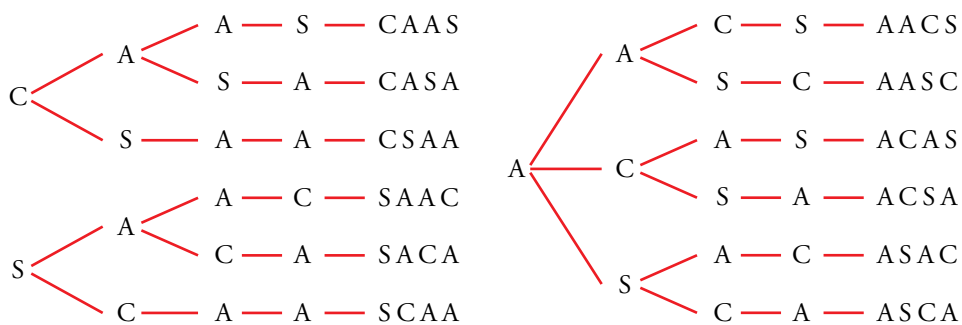 A A S CAAS
A
S A CASA
C
S A A CSAA
A C SAAC
A
C A SACA
S
C A A SCAA
C S AACS
A
S C AASC
A S ACAS
A C
S A ACSA
A C ASAC
S
C A ASCA